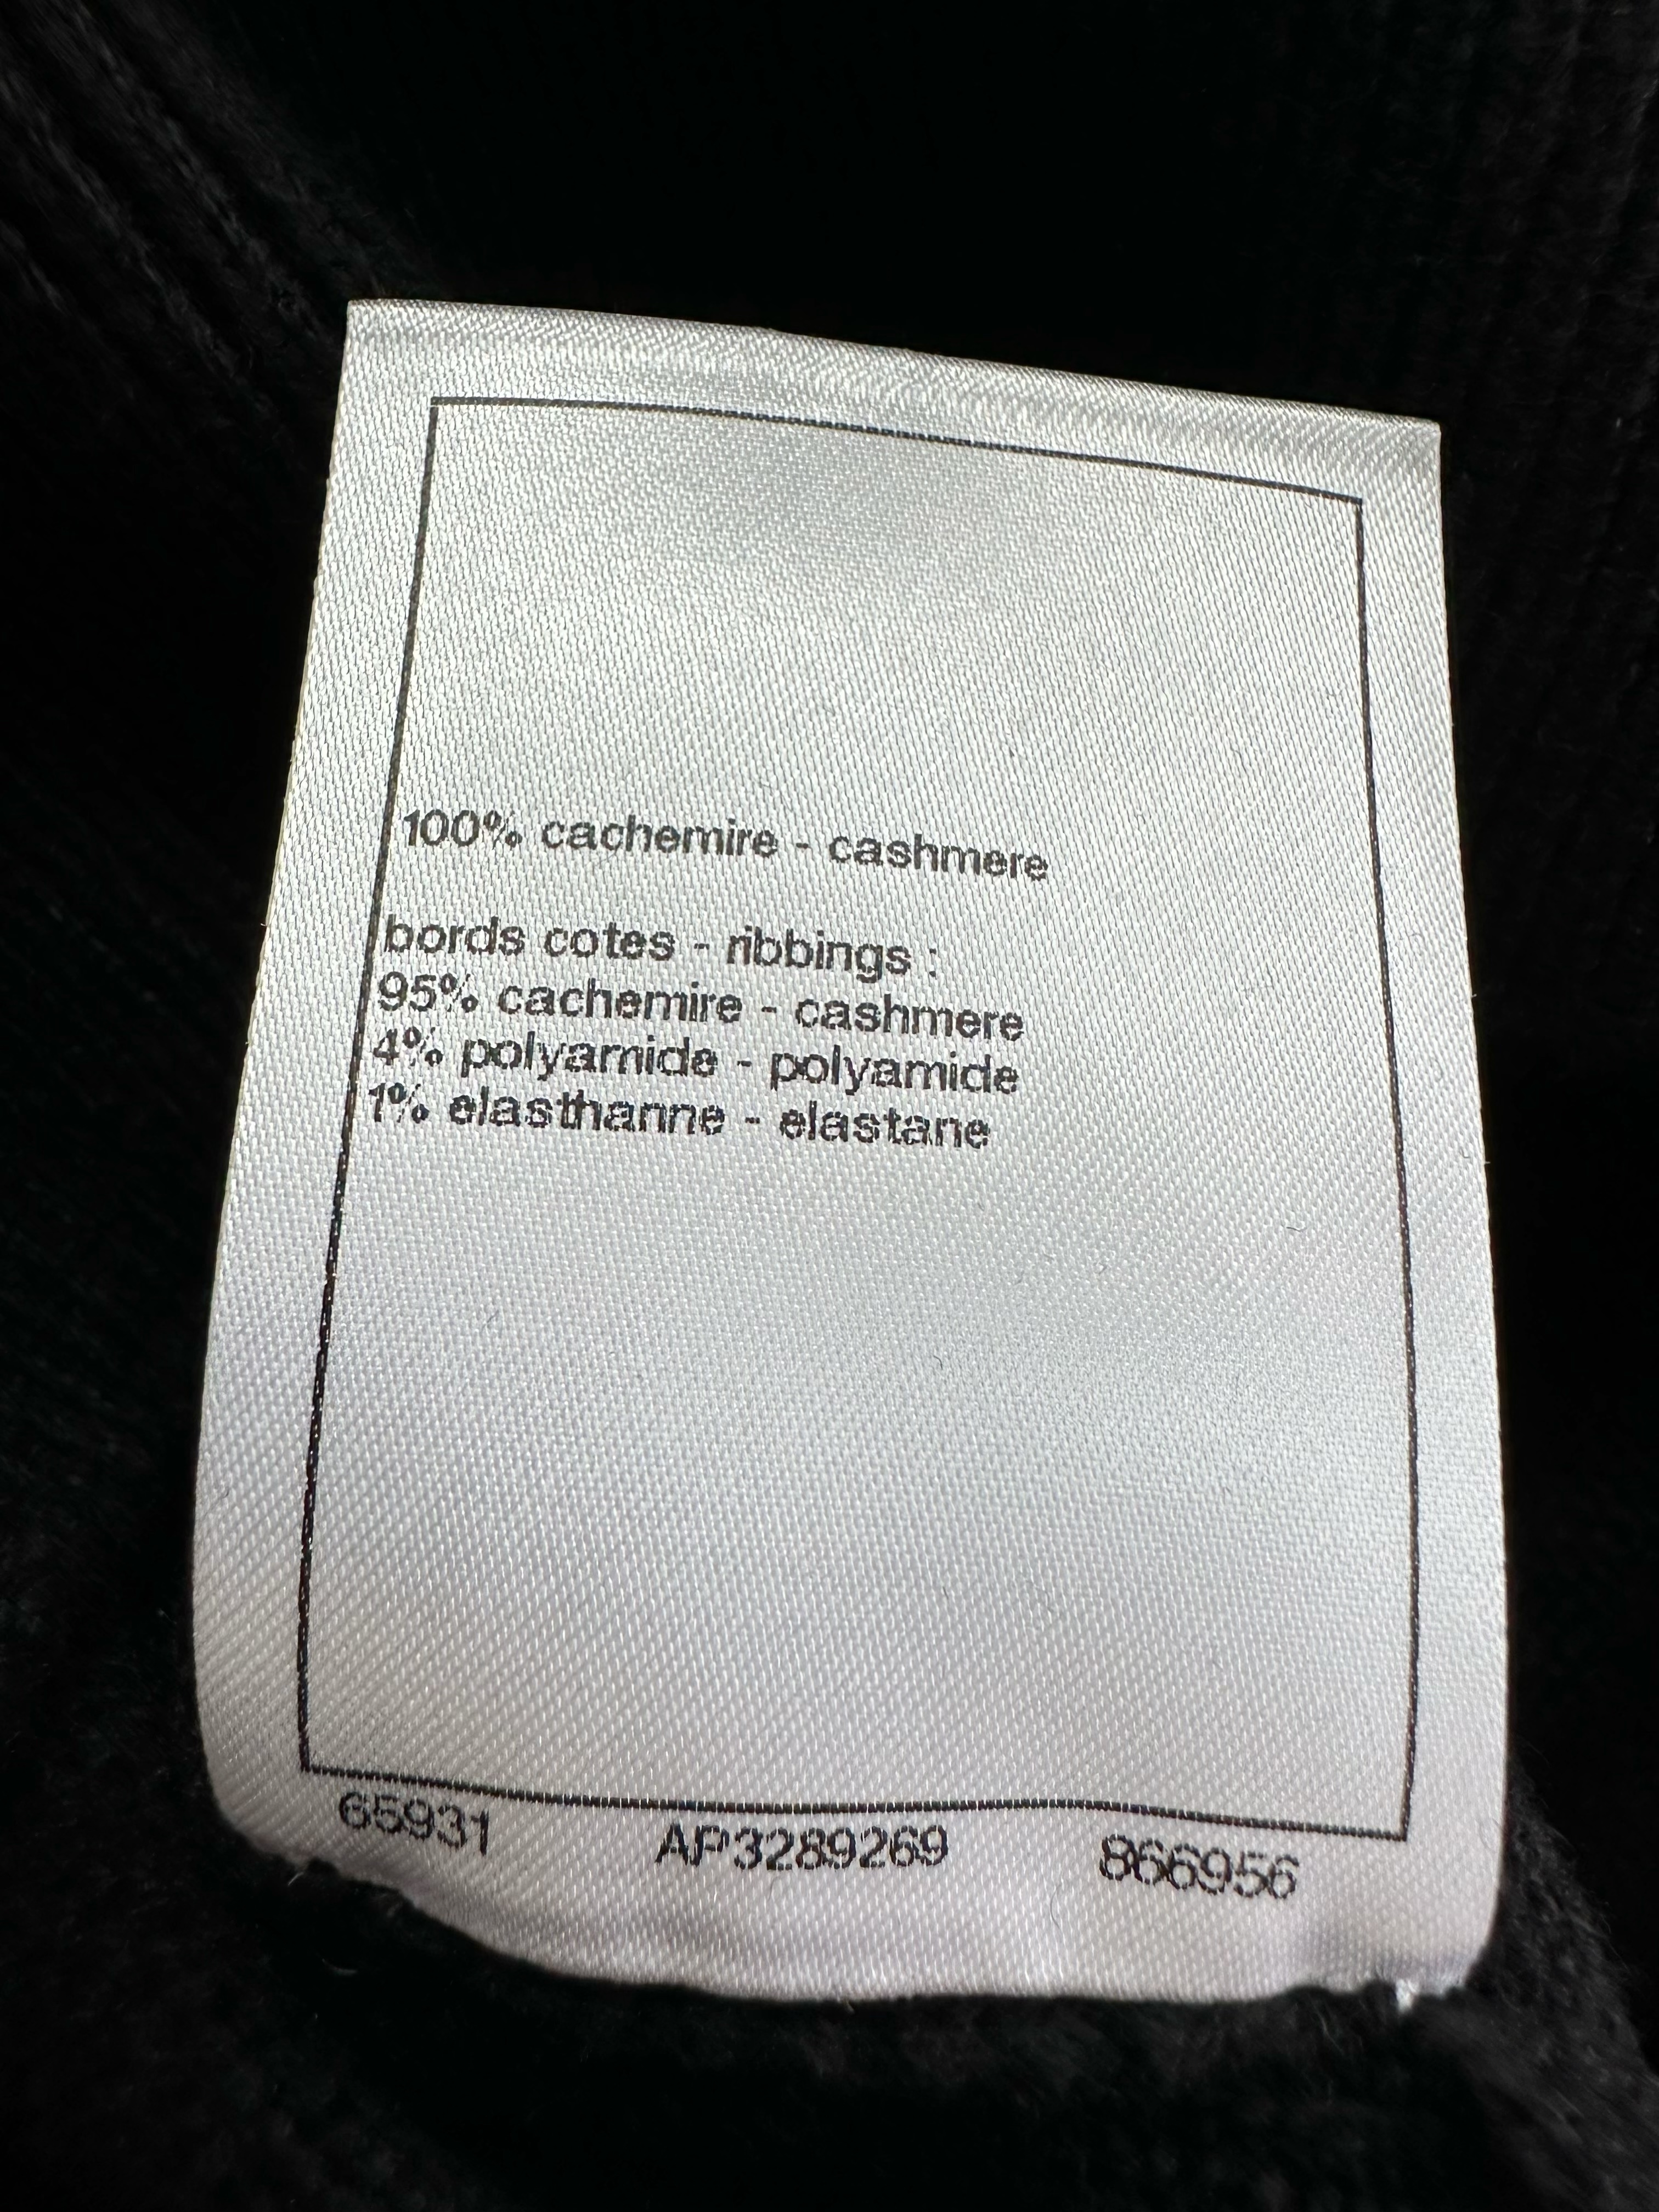 100% cachemire - cashmere
bords cotes - ribbings :
95% cachemire - cashmere
4% polyamide - polyamide
1% elasthanne - elastane
65931 AP3289269 866956